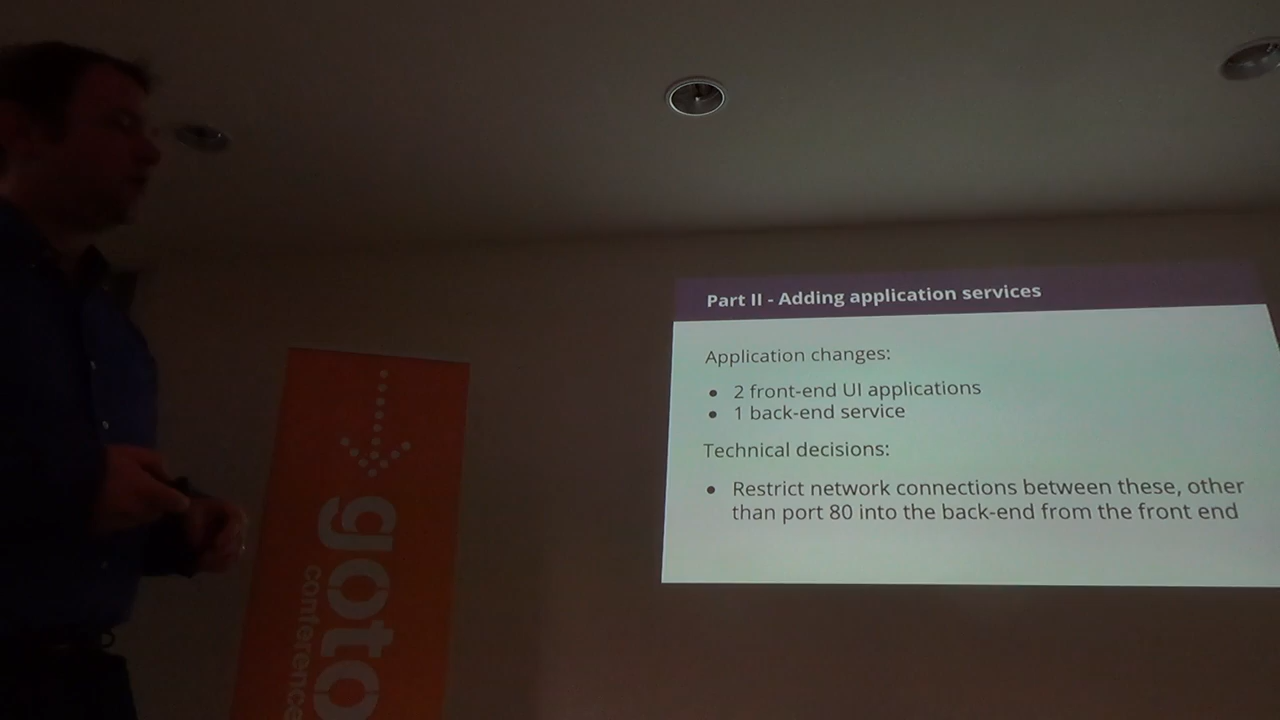 Part II - Adding application services
Application changes:
• 2 front-end UI applications
• 1 back-end service
Technical decisions:
• Restrict network connections between these, other
than port 80 into the back-end from the front end
goto
conference